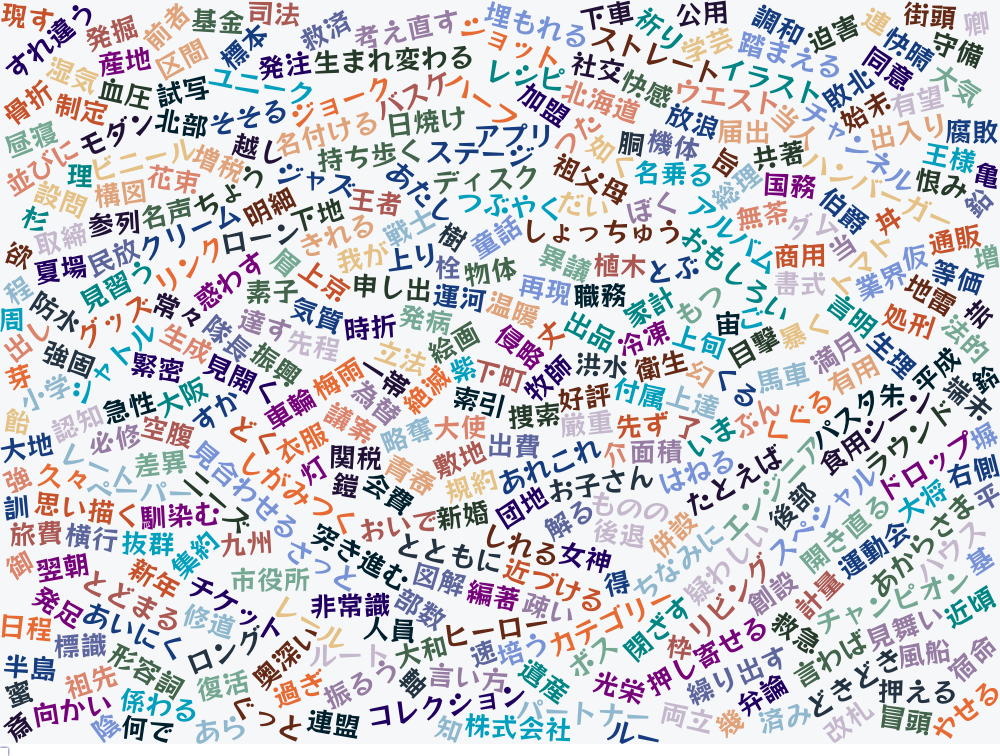 現す
すれ違う
発掘
前者
基金
司法
救済
考え直す
ショット
埋もれる
下車
祈り
公用
調和
迫害
達
街頭
卿
守備
快晴
標本
区間
産地
湿気
骨折
制定
血圧
試写
ユニーク
発注
生まれ変わる
レシピ
社交
ストレート
学芸
踏まえる
イラスト
同意
大気
敗北
始末
有望
快感
ウエスト
北海道
加盟
ハーフ
バスケ
ジョーク
そそる
北部
モダン
昼寝
並びに
理
ビニール
増税
越し
名付ける
日焼け
アプリ
つた
如く
胴
機体
放浪
届出
当
チャンネル
出入り
腐敗
王様
亀
恨み
旨
共著
持ち歩く
ステージ
祖父母
名乗る
総理
国務
ハンバーガー
伯爵
丼
設問
構図
花束
ちょう
ジャズ
あたし
ディスク
つぶやく
だい
ぼく
アルバム
無茶
ダム
杉
取締
参列
名声
明細
下地
王者
戦士
樹
童話
しょっちゅう
おもしろい
商用
当
トマト
業界
仮
通販
増
欲
夏場
民放
クリーム
ローン
きれる
我が
上り
栓
物体
異議
植木
とぶ
書式
等価
地雷
芸
程
見習う
リンク
惑わす
眉
上京
申し出
運河
温暖
再現
職務
家計
もつ
宙
ご
言明
処刑
法的
周
防水
グッズ
常々
素子
気質
時折
発病
絵画
侵略
丈
出品
冷凍
上旬
目撃
暴く
生理
平成
出し
芽
強固
シャトル
生成
隊長
達す
先程
立法
紫
下町
牧師
洪水
衛生
匂
くる
馬車
満月
有用
端末
鈴
小学
緊密
振興
見開く
梅雨
一帯
絶滅
索引
捜索
好評
付属
上達
ぶん
くぐる
パスタ
朱
飴
認知
急性
大阪
すか
車輪
為替
議案
略奪
大使
厳重
先ず
了
いま
食用
シーン
ラウンド
堀
大地
必修
空腹
どく
衣服
出費
あれこれ
介
面積
はねる
たとえば
エンジニア
ドロップ
右側
強
久々
ペーパー
差異
見合わせる
しがみつく
灯
関税
青春
敷地
規約
お子さん
後部
スペシャル
大将
平
訓
思い描く
馴染む
鎧
会費
おいで
新婚
団地
解る
ものの
後退
併設
ちなみに
疑わしい
開き直る
運動会
あからさま
ハウス
旅費
横行
抜群
集約
九州
さっと
突き進む
とともに
しれる
女神
得
リビング
創設
計量
チャンピオン
基
御
翌朝
新年
チケット
市役所
図解
近づける
編著
疎い
カテゴリー
閉ざす
枠
救急
見舞い
近頃
発足
とどまる
あいにく
修道
レール
非常識
部数
ヒーロー
ボス
押し寄せる
言わば
風船
宿命
日程
標識
ロング
奥深い
ルート
人員
大和
速
培う
遺産
光栄
繰り出す
どきどき
押える
半島
祖先
形容詞
復活
過ぎ
振るう
軸
言い方
パートナー
両立
幾
弁論
済み
改札
冒頭
やせる
蜜
斎
向かい
係わる
陰
何で
あら
ぐっと
連盟
コレクション
知
株式会社
ルー